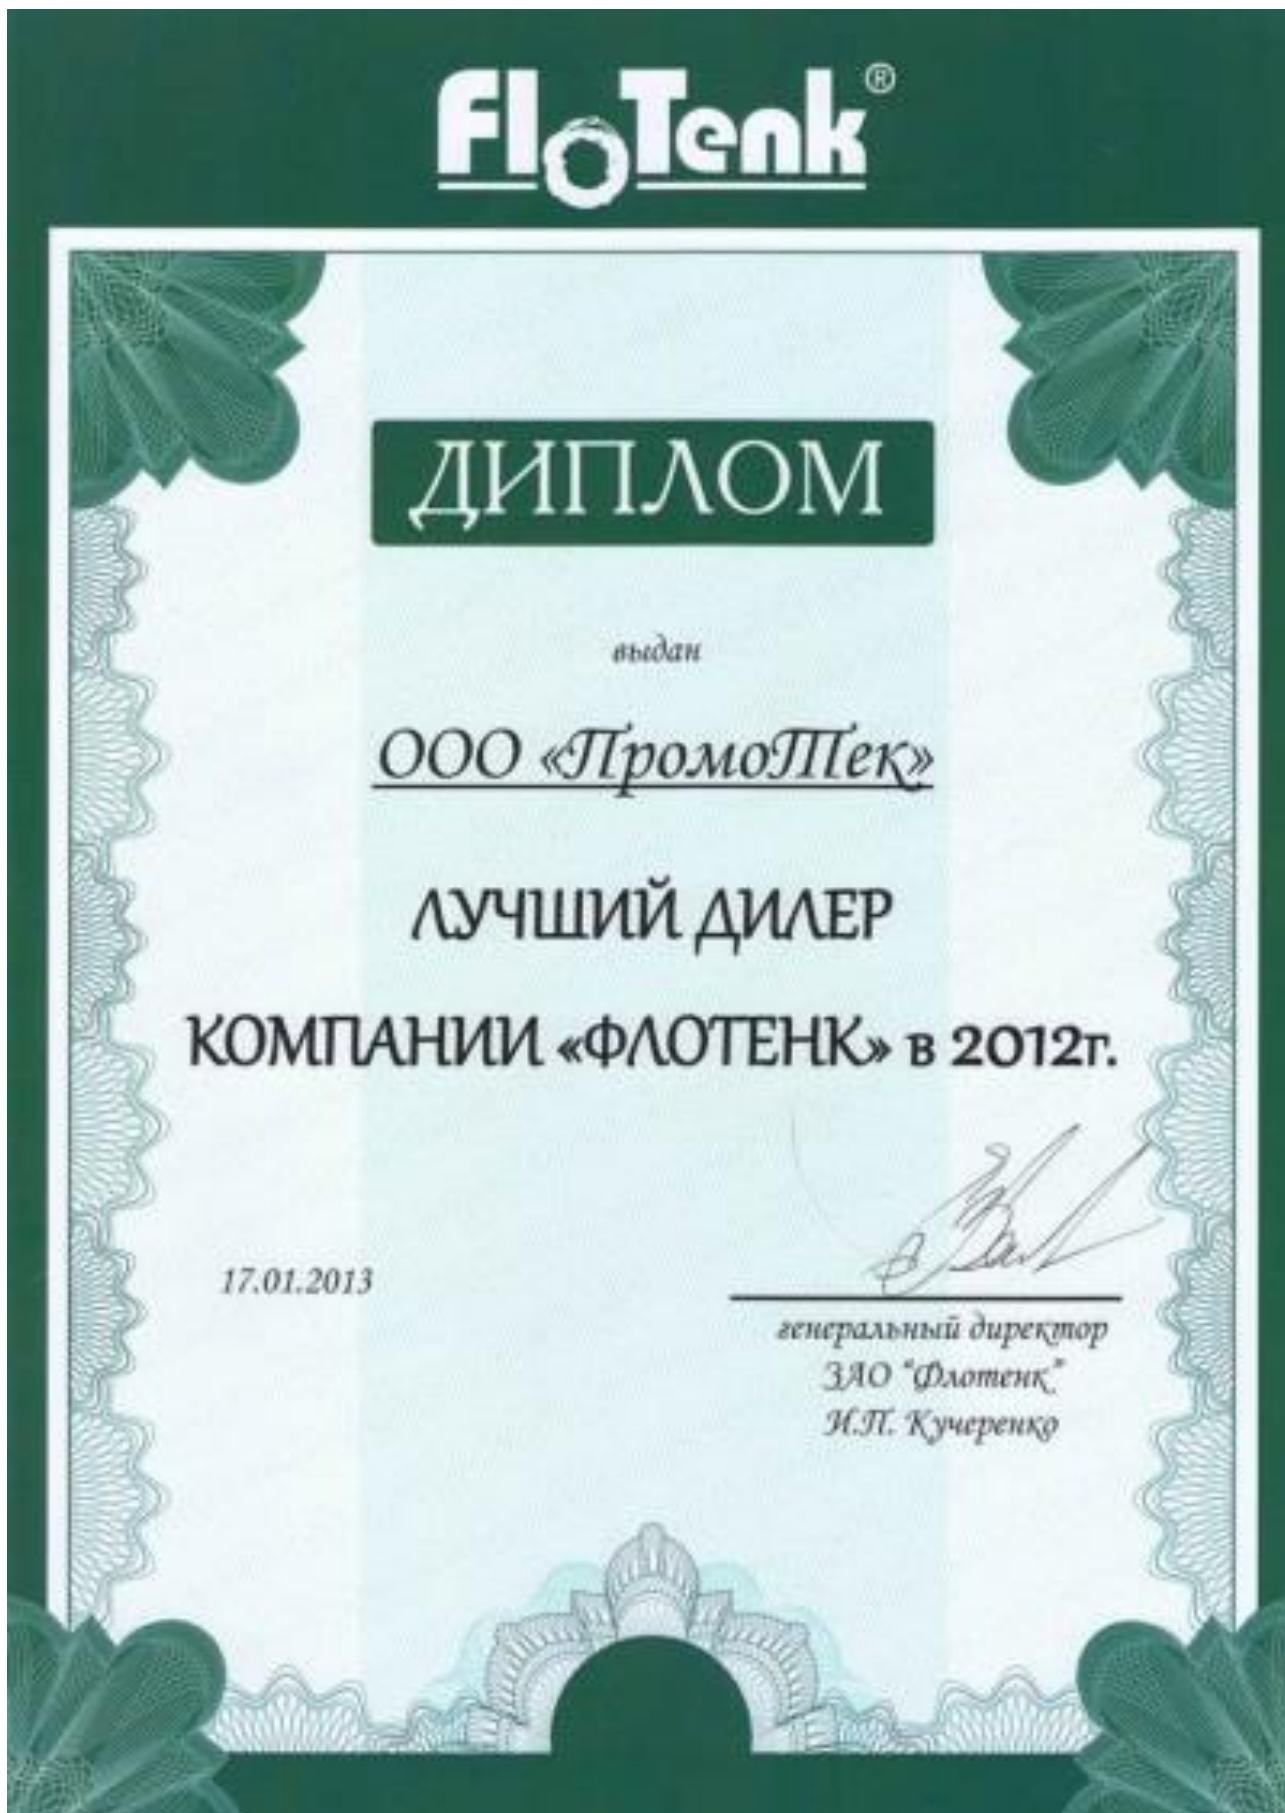 FloTenk®
ДИПЛОМ
выдан
ООО «ПромоТек»
ЛУЧШИЙ ДИЛЕР
КОМПАНИИ «ФЛОТЕНК» в 2012г.
17.01.2013
генеральный директор
ЗАО "Флотенк"
И.П. Кучеренко